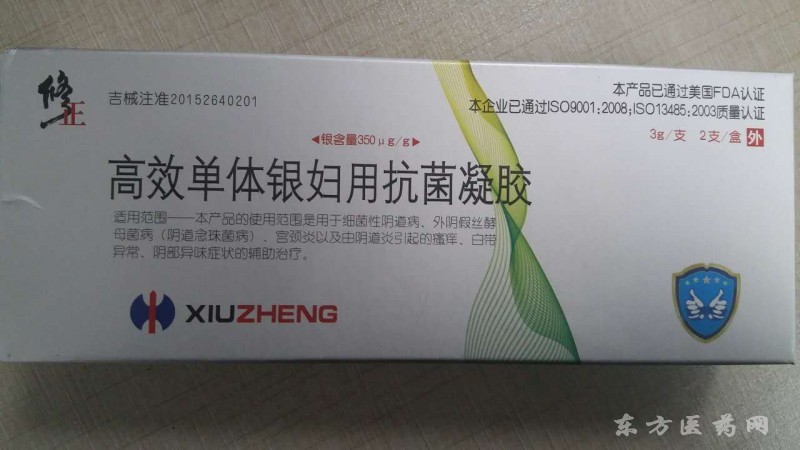 修正
吉械注准20152640201
本产品已通过美国FDA认证
本企业已通过ISO9001:2008;ISO13485:2003质量认证
3g/支 2支/盒 外
◀银含量350μg/g▶
高效单体银妇用抗菌凝胶
适用范围——本产品的使用范围是用于细菌性阴道病、外阴假丝酵
母菌病（阴道念珠菌病）、宫颈炎以及由阴道炎引起的瘙痒、白带
异常、阴部异味症状的辅助治疗。
XIUZHENG
东方医药网